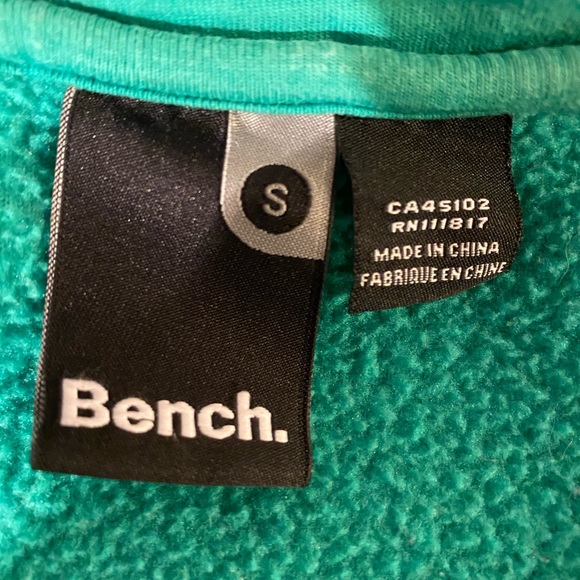 S
Bench.
CA45102
RN111817
MADE IN CHINA
FABRIQUE EN CHINE